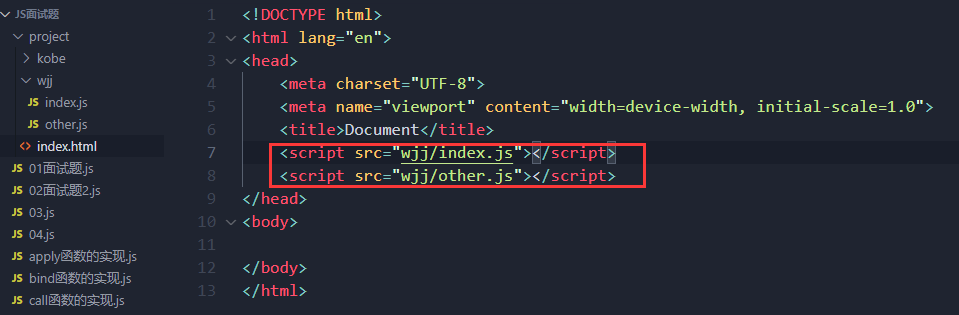 JS面试题
project
kobe
wjj
JS index.js
JS other.js
<> index.html
JS 01面试题.js
JS 02面试题2.js
JS 03.js
JS 04.js
JS apply函数的实现.js
JS bind函数的实现.js
JS call函数的实现.js
1 <!DOCTYPE html>
2 <html lang="en">
3 <head>
4 <meta charset="UTF-8">
5 <meta name="viewport" content="width=device-width, initial-scale=1.0">
6 <title>Document</title>
7 <script src="wjj/index.js"></script>
8 <script src="wjj/other.js"></script>
9 </head>
10 <body>
11
12 </body>
13 </html>